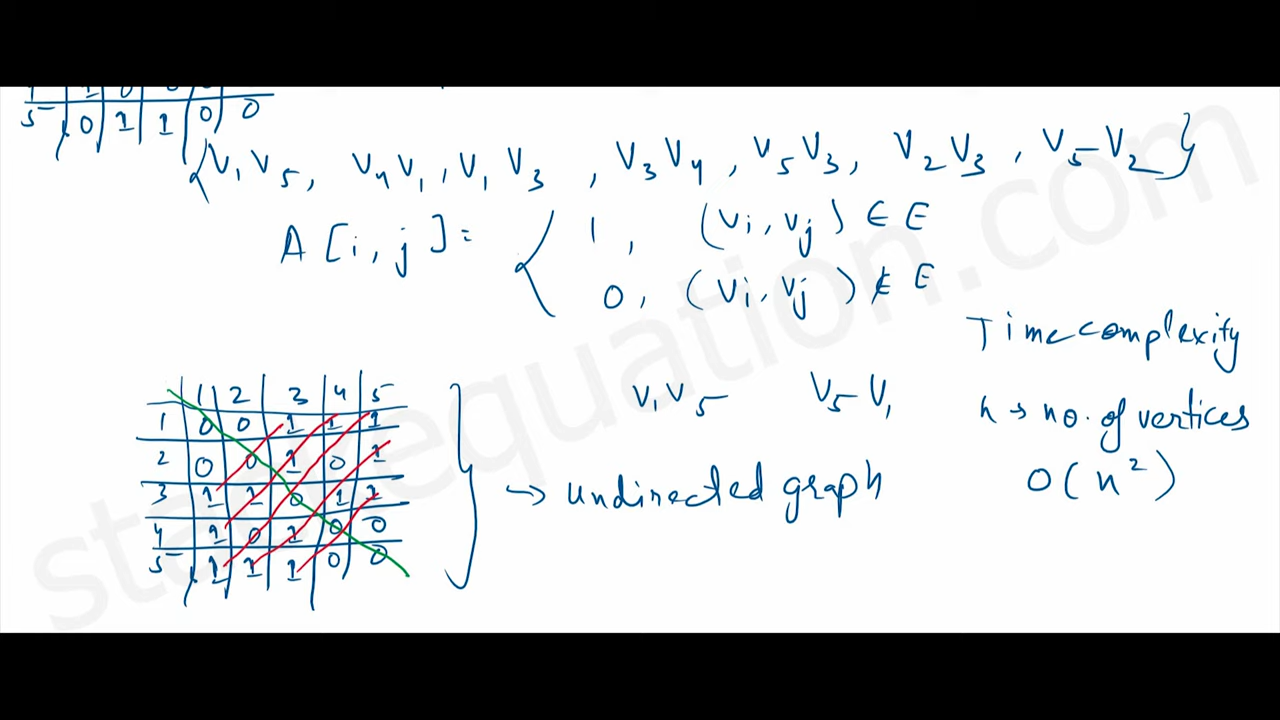 5 0 1 1 0 0
{V1V5, V4V1, V1V3, V3V4, V5V3, V2V3, V5V2}
A[i,j]= { 1, (vi,vj) ∈ E
0, (vi,vj) ∉ E
Time complexity
n → no. of vertices
O(n²)
V1V5 V5V1
→ undirected graph
1 2 3 4 5
1 0 0 1 1 1
2 0 0 1 0 1
3 1 1 0 1 1
4 1 0 1 0 0
5 1 1 1 0 0